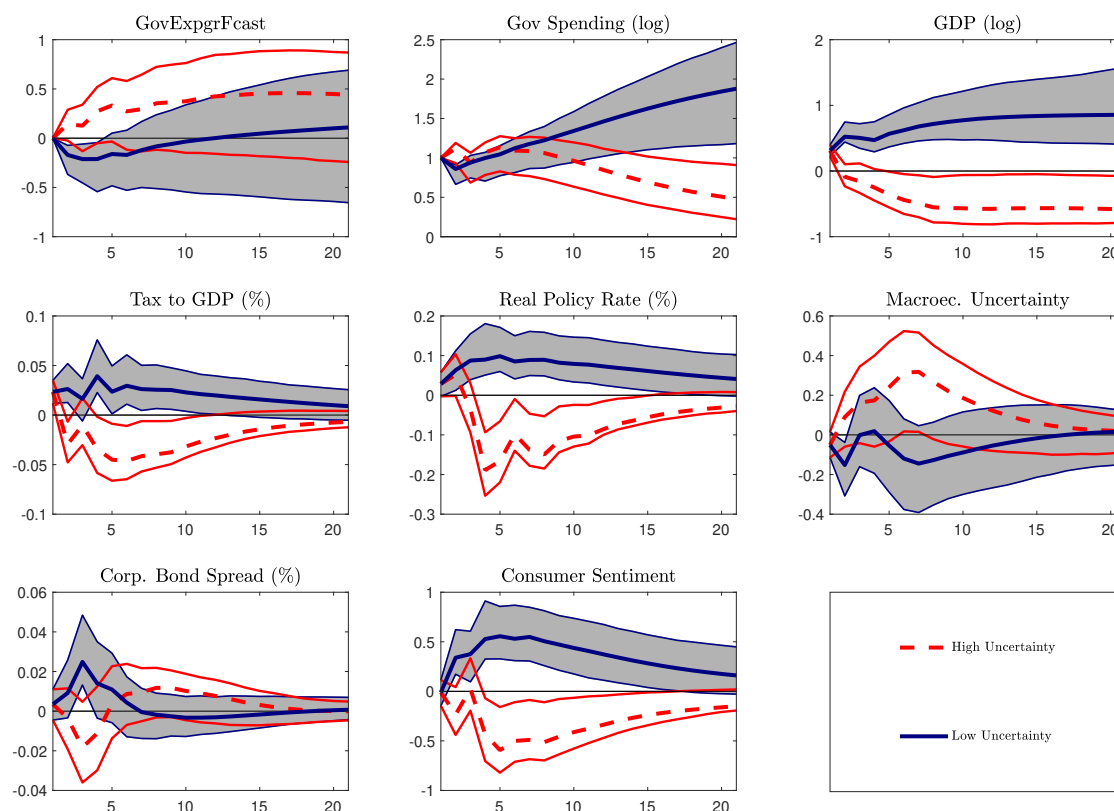 GovExpgrFcast
Gov Spending (log)
GDP (log)
1
0.5
0
-0.5
-1
5 10 15 20
2.5
2
1.5
1
0.5
0
5 10 15 20
2
1
0
-1
5 10 15 20
Tax to GDP (%)
Real Policy Rate (%)
Macroec. Uncertainty
0.1
0.05
0
-0.05
-0.1
5 10 15 20
0.2
0.1
0
-0.1
-0.2
-0.3
5 10 15 20
0.6
0.4
0.2
0
-0.2
-0.4
5 10 15 20
Corp. Bond Spread (%)
Consumer Sentiment
0.06
0.04
0.02
0
-0.02
-0.04
5 10 15 20
1
0.5
0
-0.5
-1
5 10 15 20
High Uncertainty
Low Uncertainty